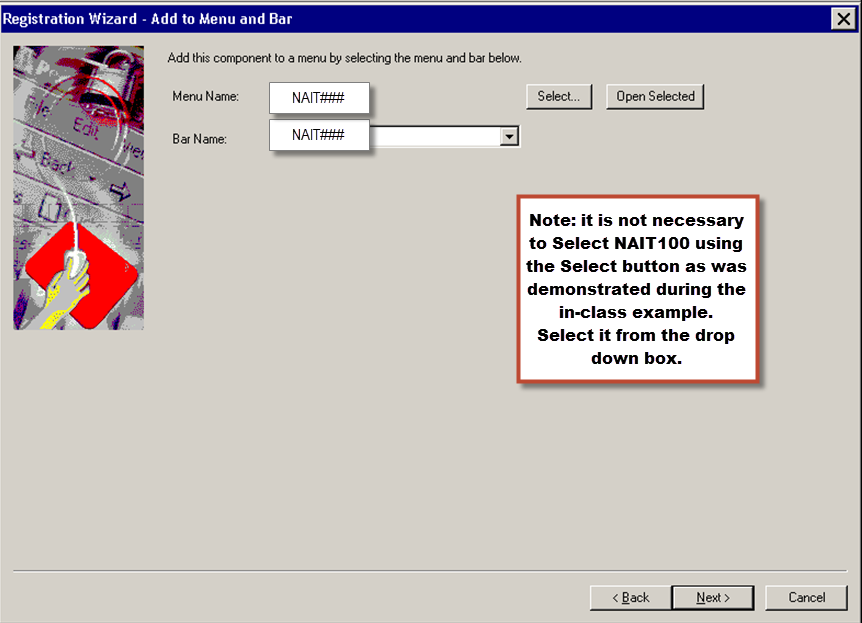 Registration Wizard - Add to Menu and Bar
Add this component to a menu by selecting the menu and bar below.
Menu Name: NAIT### Select... Open Selected
Bar Name: NAIT###
Note: it is not necessary
to Select NAIT100 using
the Select button as was
demonstrated during the
in-class example.
Select it from the drop
down box.
File
Edit
Back
< Back Next > Cancel